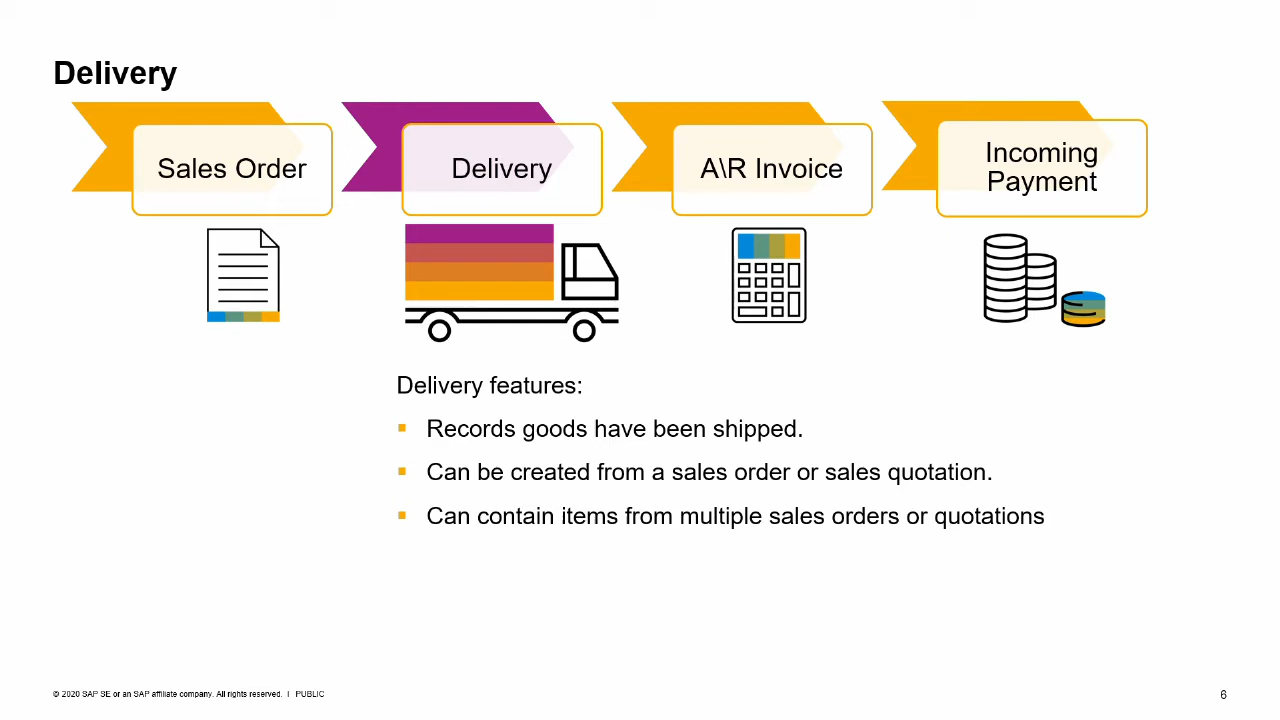 Delivery
Sales Order
Delivery
A\R Invoice
Incoming
Payment
Delivery features:
Records goods have been shipped.
Can be created from a sales order or sales quotation.
Can contain items from multiple sales orders or quotations
© 2020 SAP SE or an SAP affiliate company. All rights reserved. I PUBLIC
6